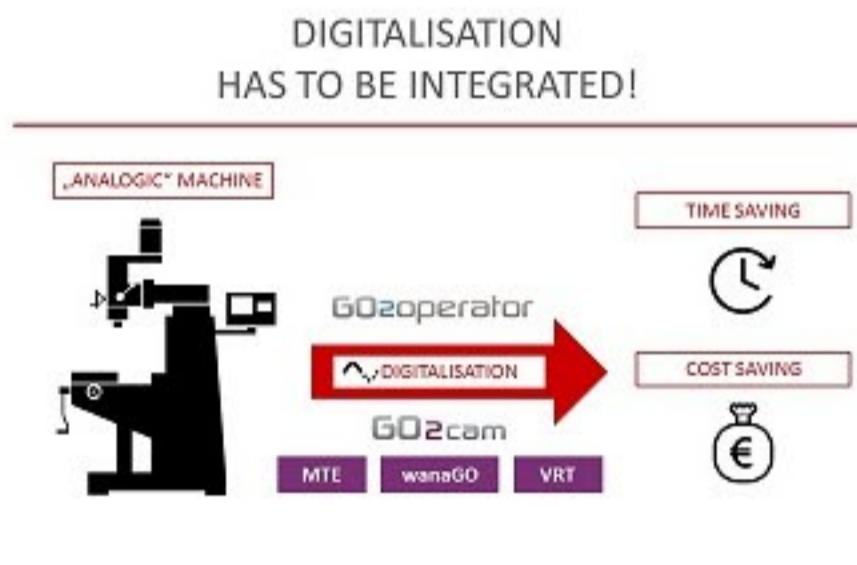 DIGITALISATION
HAS TO BE INTEGRATED!
„ANALOGIC“ MACHINE
TIME SAVING
GO2operator
DIGITALISATION
COST SAVING
GO2cam
€
MTE
wanaGO
VRT